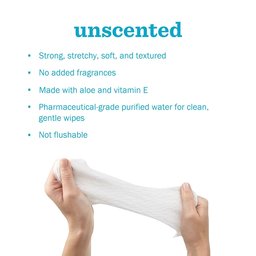 unscented
• Strong, stretchy, soft, and textured
• No added fragrances
• Made with aloe and vitamin E
• Pharmaceutical-grade purified water for clean,
gentle wipes
• Not flushable